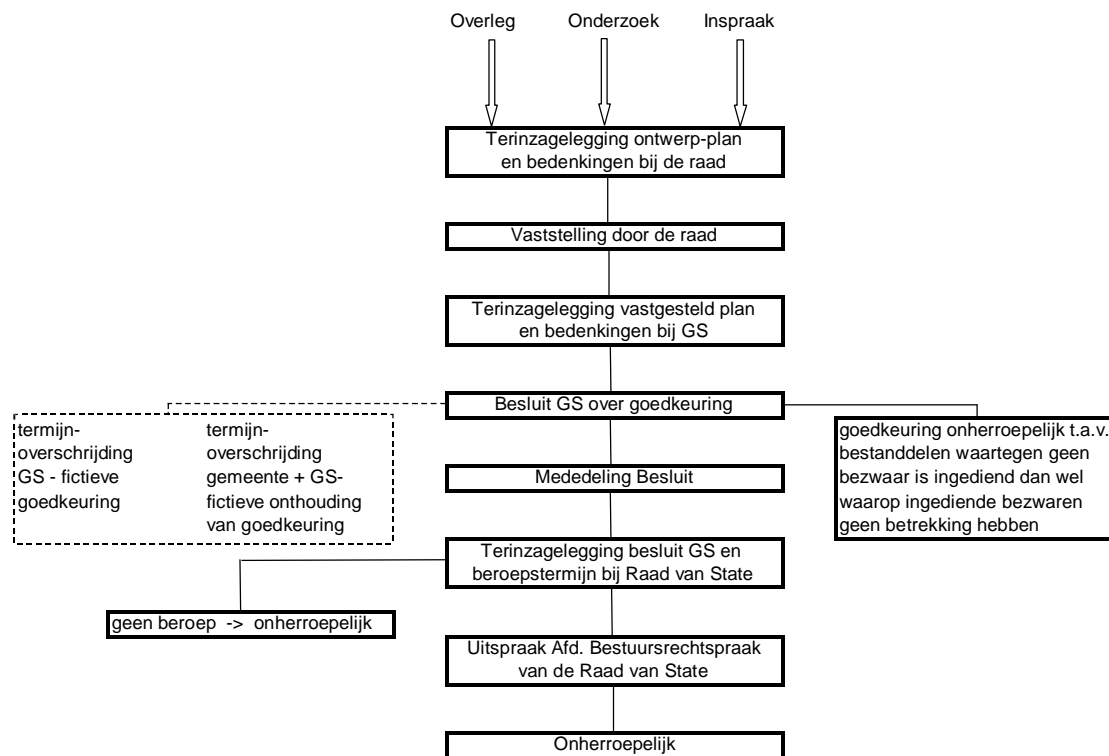 Overleg Onderzoek Inspraak
Terinzagelegging ontwerp-plan
en bedenkingen bij de raad
Vaststelling door de raad
Terinzagelegging vastgesteld plan
en bedenkingen bij GS
Besluit GS over goedkeuring
termijn-
overschrijding
GS - fictieve
goedkeuring
termijn-
overschrijding
gemeente + GS-
fictieve onthouding
van goedkeuring
goedkeuring onherroepelijk t.a.v.
bestanddelen waartegen geen
bezwaar is ingediend dan wel
waarop ingediende bezwaren
geen betrekking hebben
Mededeling Besluit
Terinzagelegging besluit GS en
beroepstermijn bij Raad van State
geen beroep -> onherroepelijk
Uitspraak Afd. Bestuursrechtspraak
van de Raad van State
Onherroepelijk